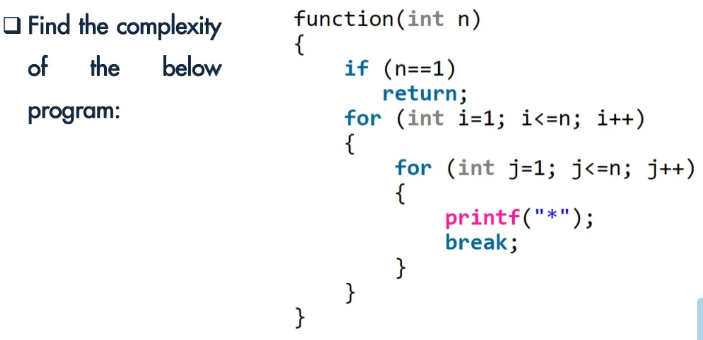 ❑ Find the complexity
of the below
program:
function(int n)
{
if (n==1)
return;
for (int i=1; i<=n; i++)
{
for (int j=1; j<=n; j++)
{
printf("*");
break;
}
}
}